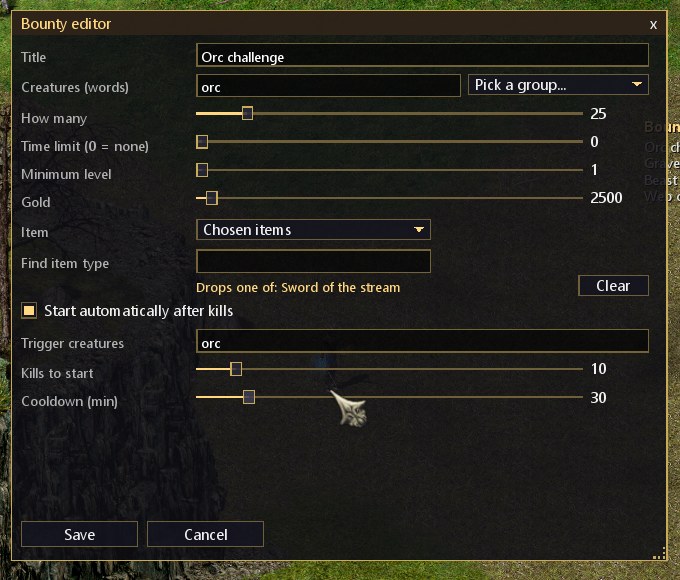 Bounty editor x
Title Orc challenge
Creatures (words) orc Pick a group...
How many 25
Time limit (0 = none) 0
Minimum level 1
Gold 2500
Item Chosen items
Find item type
Drops one of: Sword of the stream Clear
Start automatically after kills
Trigger creatures orc
Kills to start 10
Cooldown (min) 30
Save Cancel